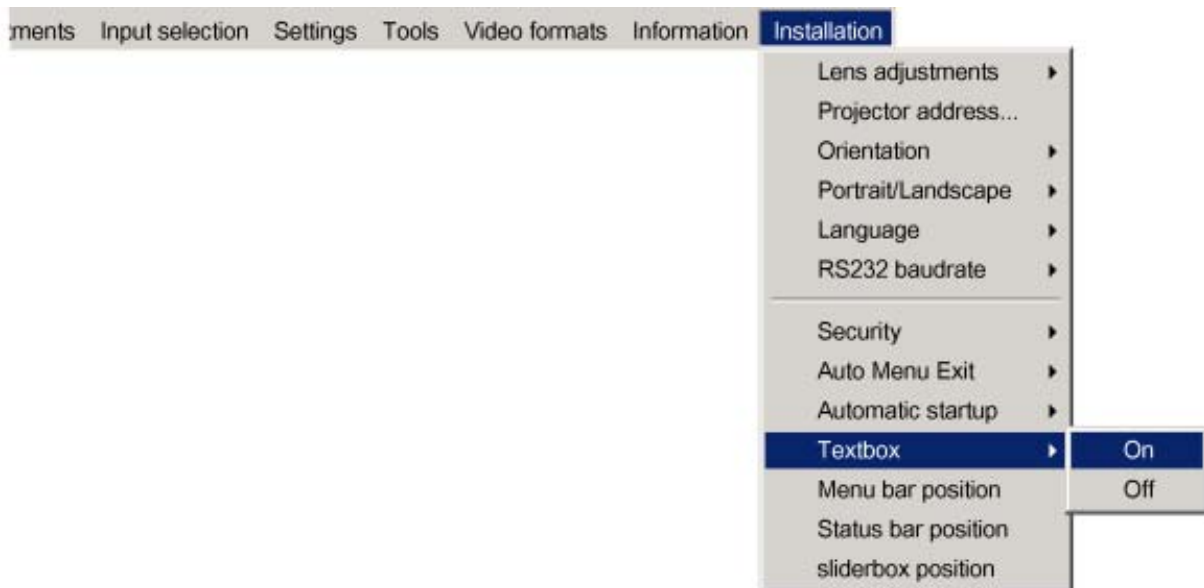 Input selection Settings Tools Video formats Information Installation
Lens adjustments
Projector address...
Orientation
Portrait/Landscape
Language
RS232 baudrate
Security
Auto Menu Exit
Automatic startup
Textbox On
Menu bar position Off
Status bar position
sliderbox position